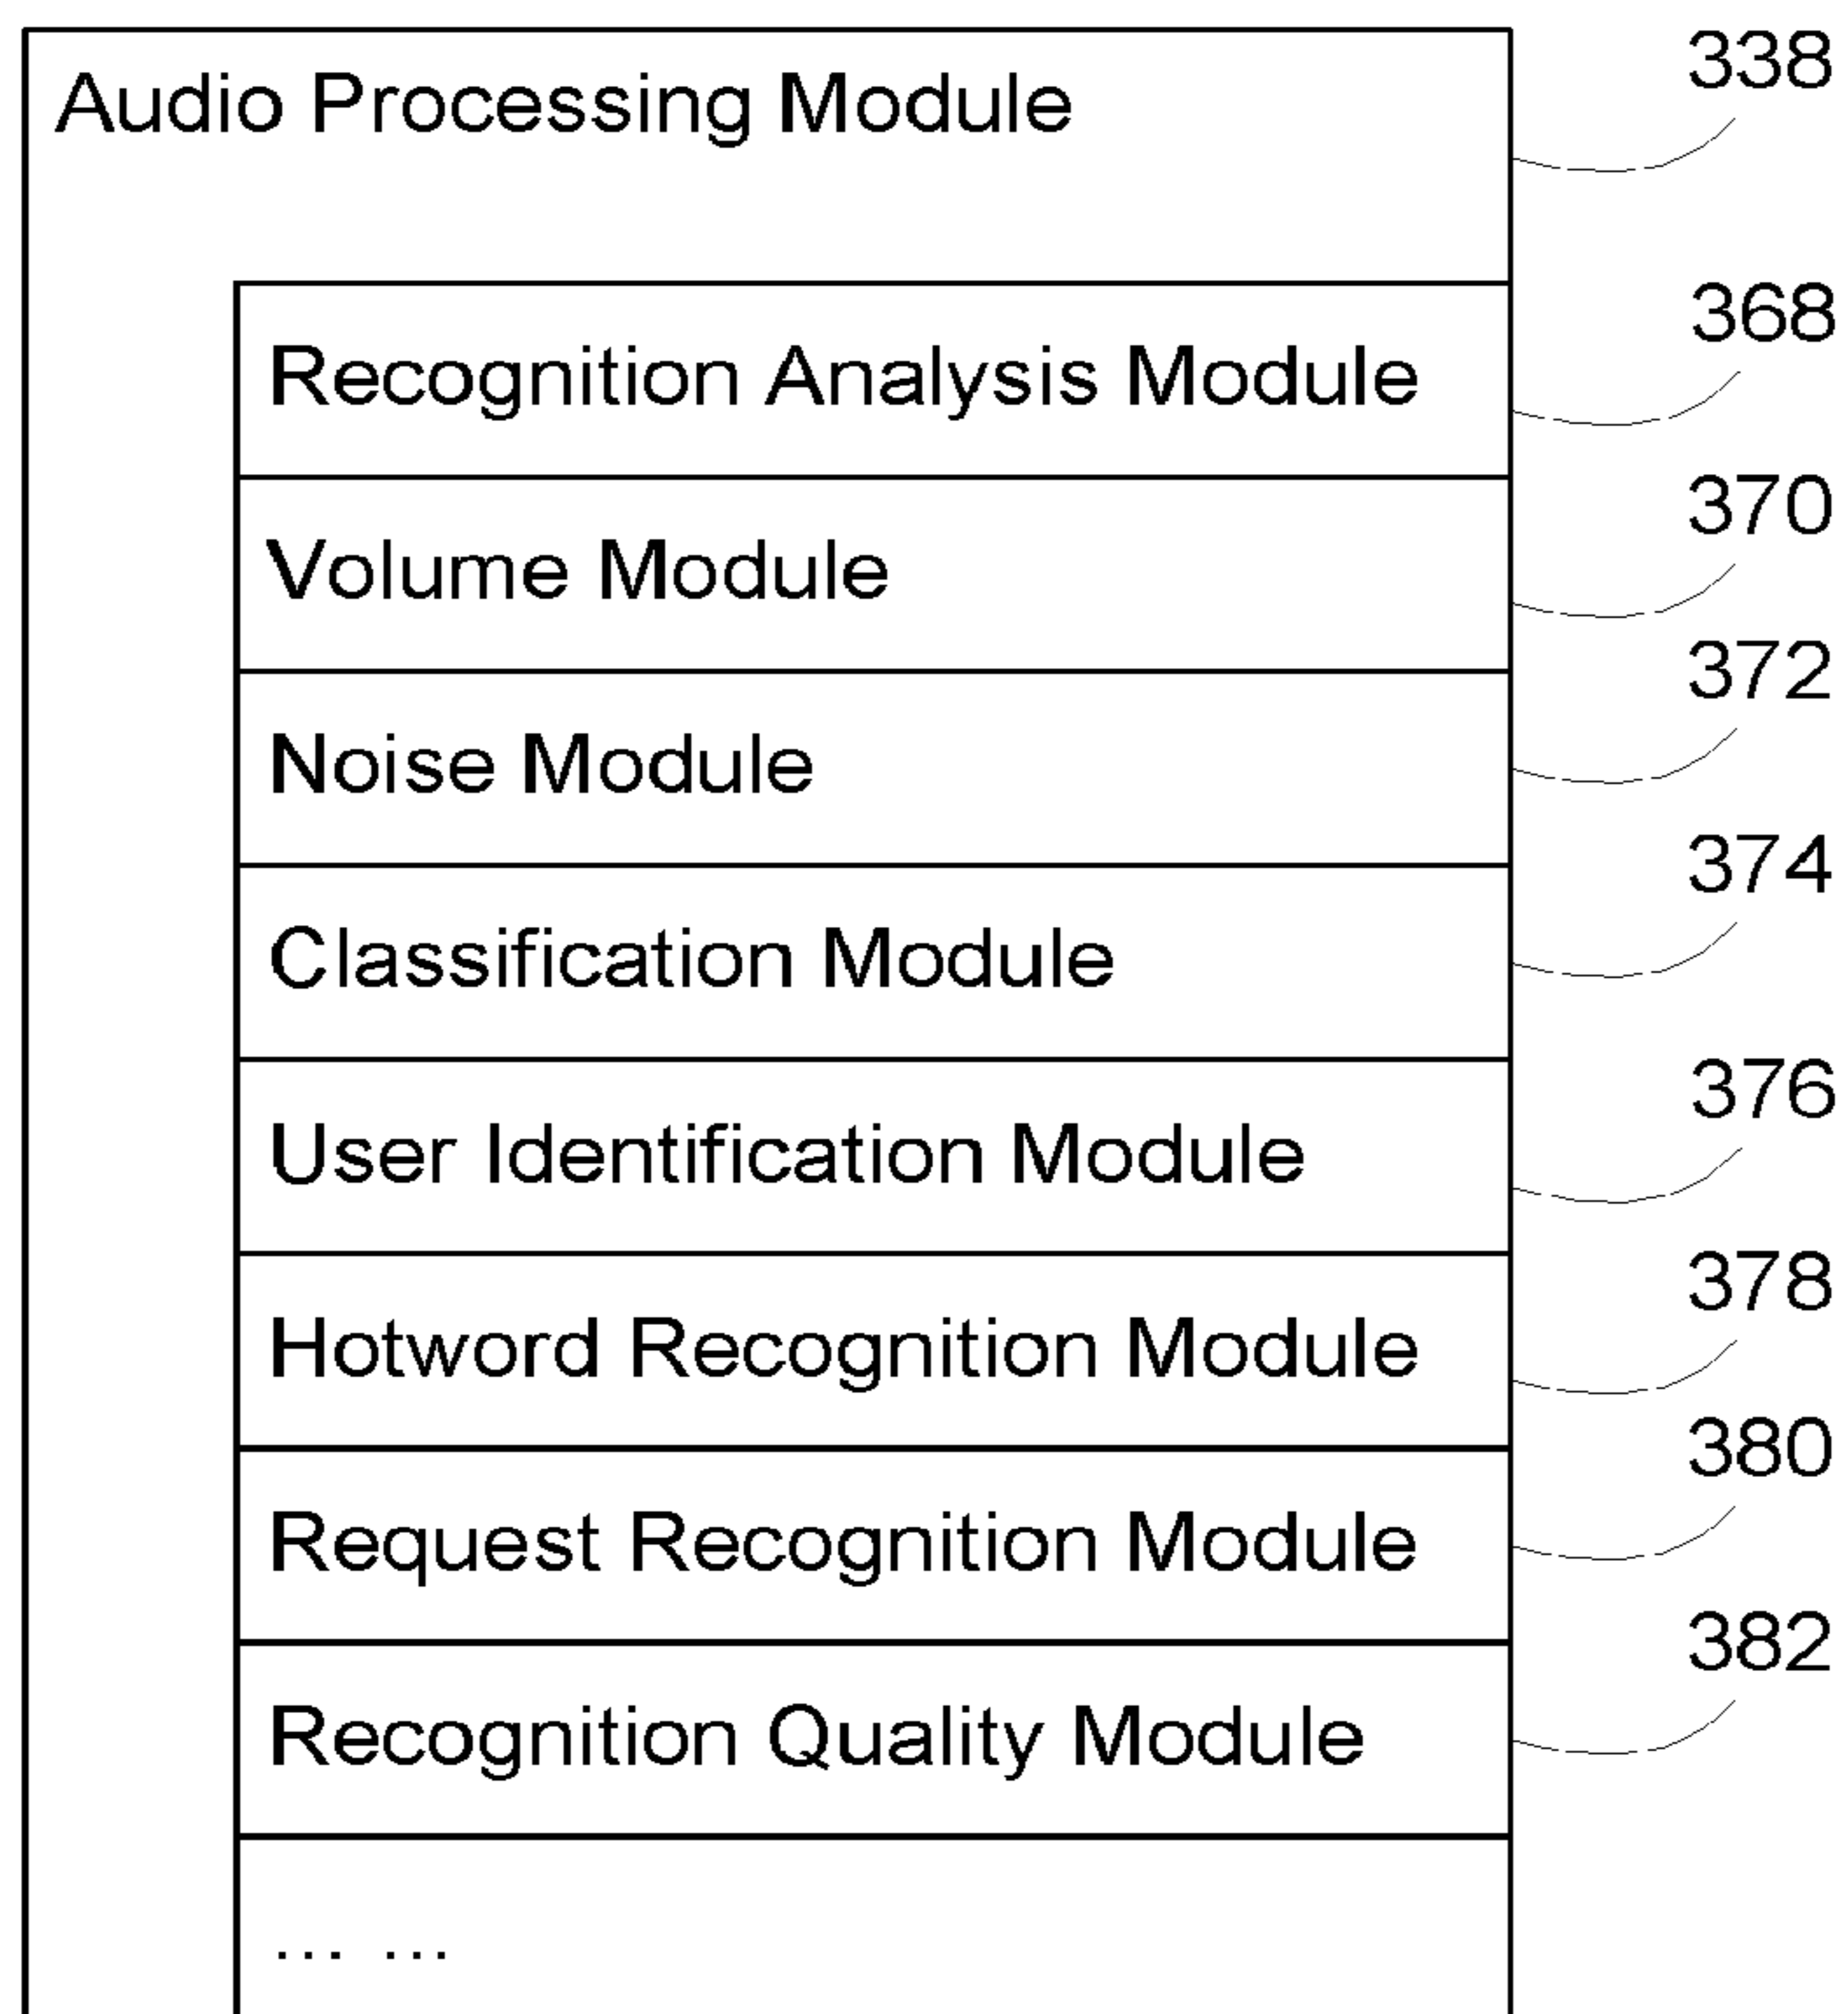 Audio Processing Module
338
Recognition Analysis Module
368
Volume Module
370
Noise Module
372
Classification Module
374
User Identification Module
376
Hotword Recognition Module
378
Request Recognition Module
380
Recognition Quality Module
382
... ...